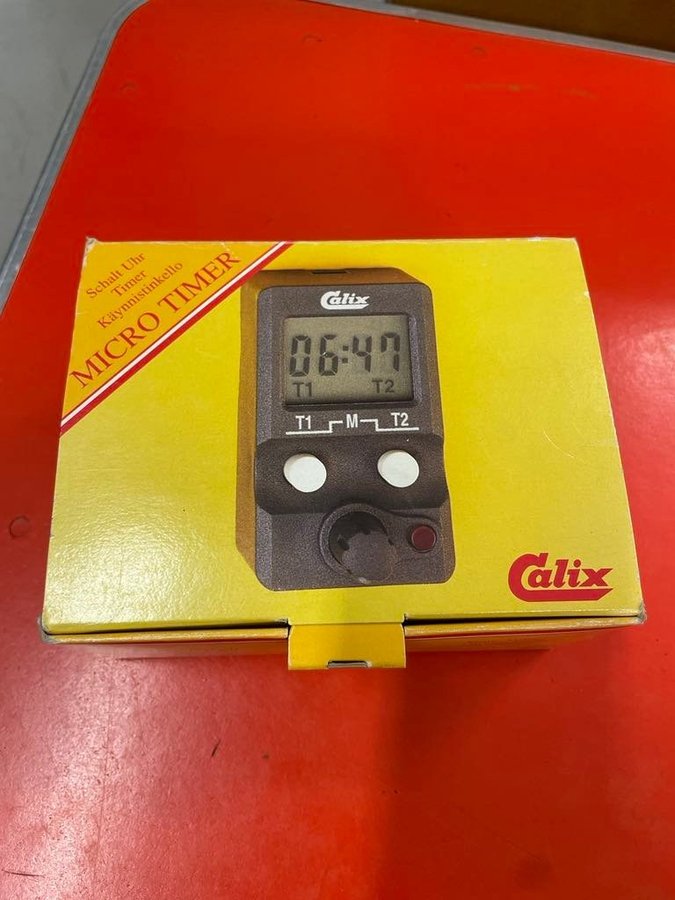 Schalt Uhr
Timer
Käynnistinkello
MICRO TIMER
Calix
06:47
T1 T2
T1 M T2
Calix